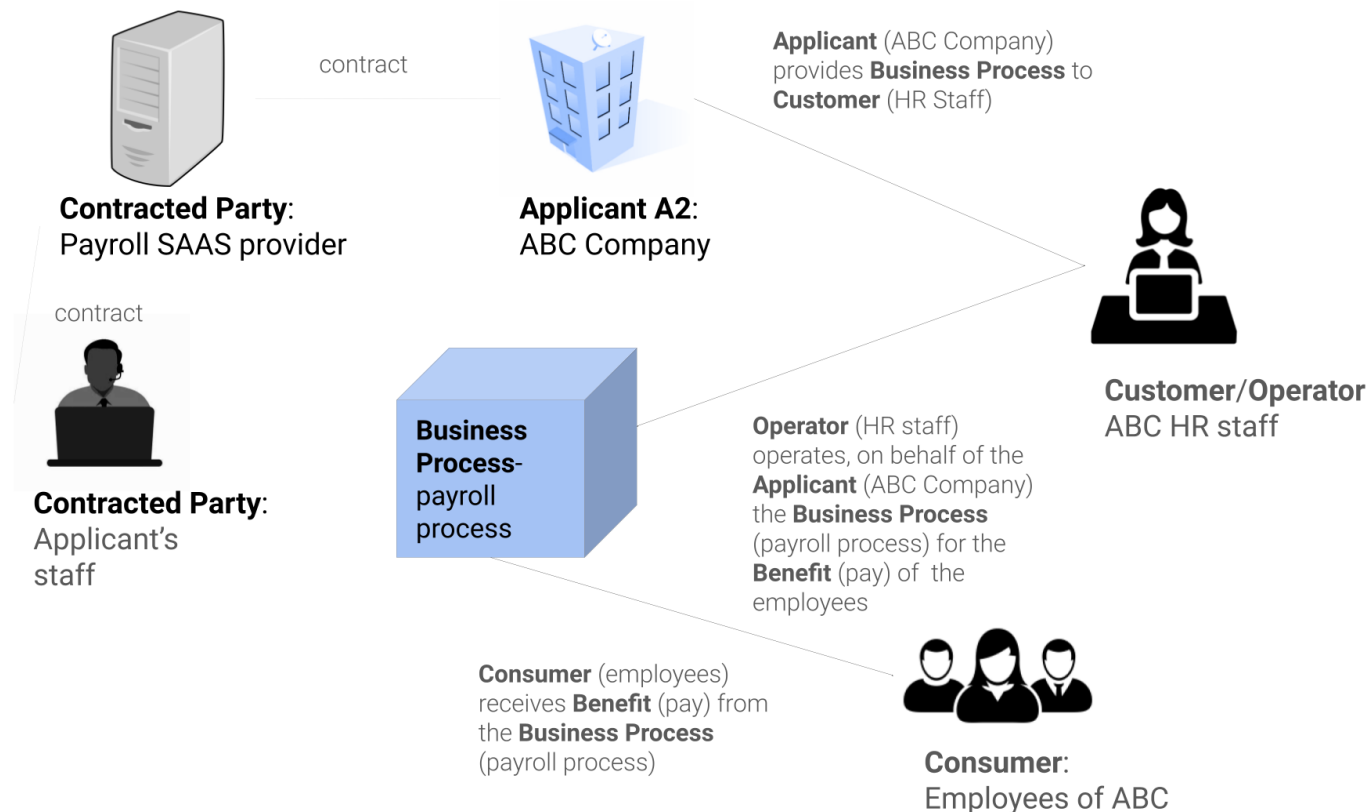 contract
Applicant (ABC Company)
provides Business Process to
Customer (HR Staff)
Contracted Party:
Payroll SAAS provider
Applicant A2:
ABC Company
contract
Contracted Party:
Applicant’s
staff
Business
Process-
payroll
process
Customer/Operator
ABC HR staff
Operator (HR staff)
operates, on behalf of the
Applicant (ABC Company)
the Business Process
(payroll process) for the
Benefit (pay) of the
employees
Consumer (employees)
receives Benefit (pay) from
the Business Process
(payroll process)
Consumer:
Employees of ABC